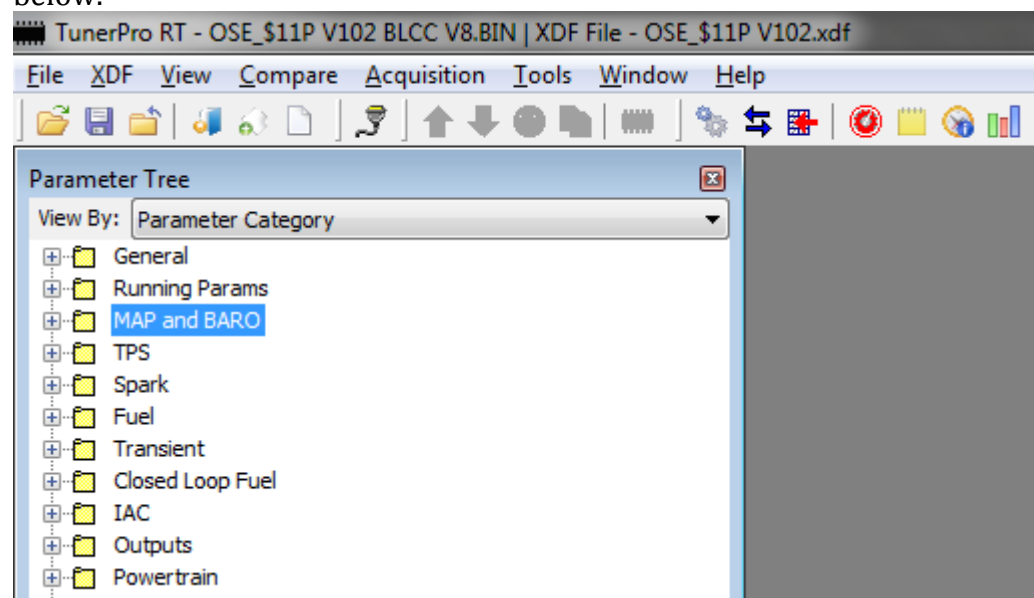 below.
TunerPro RT - OSE_$11P V102 BLCC V8.BIN | XDF File - OSE_$11P V102.xdf
File XDF View Compare Acquisition Tools Window Help
Parameter Tree
View By: Parameter Category
General
Running Params
MAP and BARO
TPS
Spark
Fuel
Transient
Closed Loop Fuel
IAC
Outputs
Powertrain